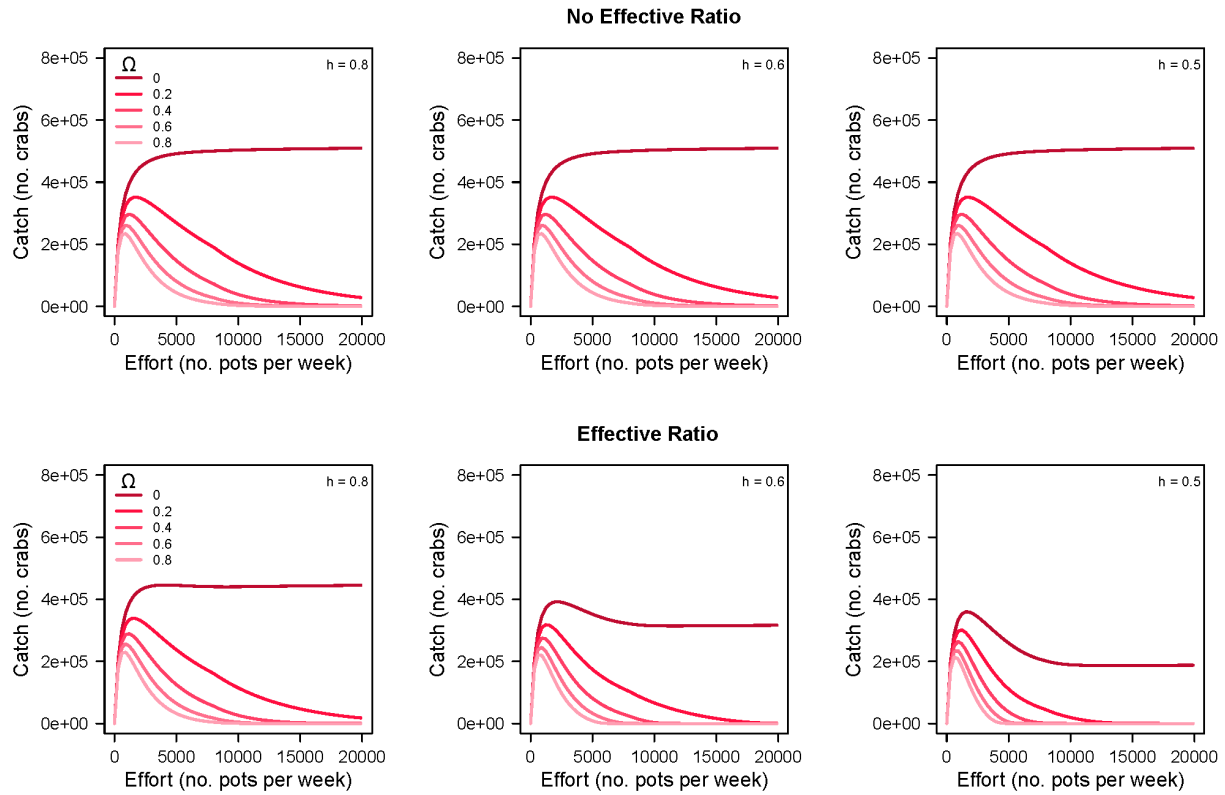 No Effective Ratio
Catch (no. crabs)
8e+05
6e+05
4e+05
2e+05
0e+00
Ω
0
0.2
0.4
0.6
0.8
h = 0.8
0 5000 10000 15000 20000
Effort (no. pots per week)
Catch (no. crabs)
8e+05
6e+05
4e+05
2e+05
0e+00
h = 0.6
0 5000 10000 15000 20000
Effort (no. pots per week)
Catch (no. crabs)
8e+05
6e+05
4e+05
2e+05
0e+00
h = 0.5
0 5000 10000 15000 20000
Effort (no. pots per week)
Effective Ratio
Catch (no. crabs)
8e+05
6e+05
4e+05
2e+05
0e+00
Ω
0
0.2
0.4
0.6
0.8
h = 0.8
0 5000 10000 15000 20000
Effort (no. pots per week)
Catch (no. crabs)
8e+05
6e+05
4e+05
2e+05
0e+00
h = 0.6
0 5000 10000 15000 20000
Effort (no. pots per week)
Catch (no. crabs)
8e+05
6e+05
4e+05
2e+05
0e+00
h = 0.5
0 5000 10000 15000 20000
Effort (no. pots per week)